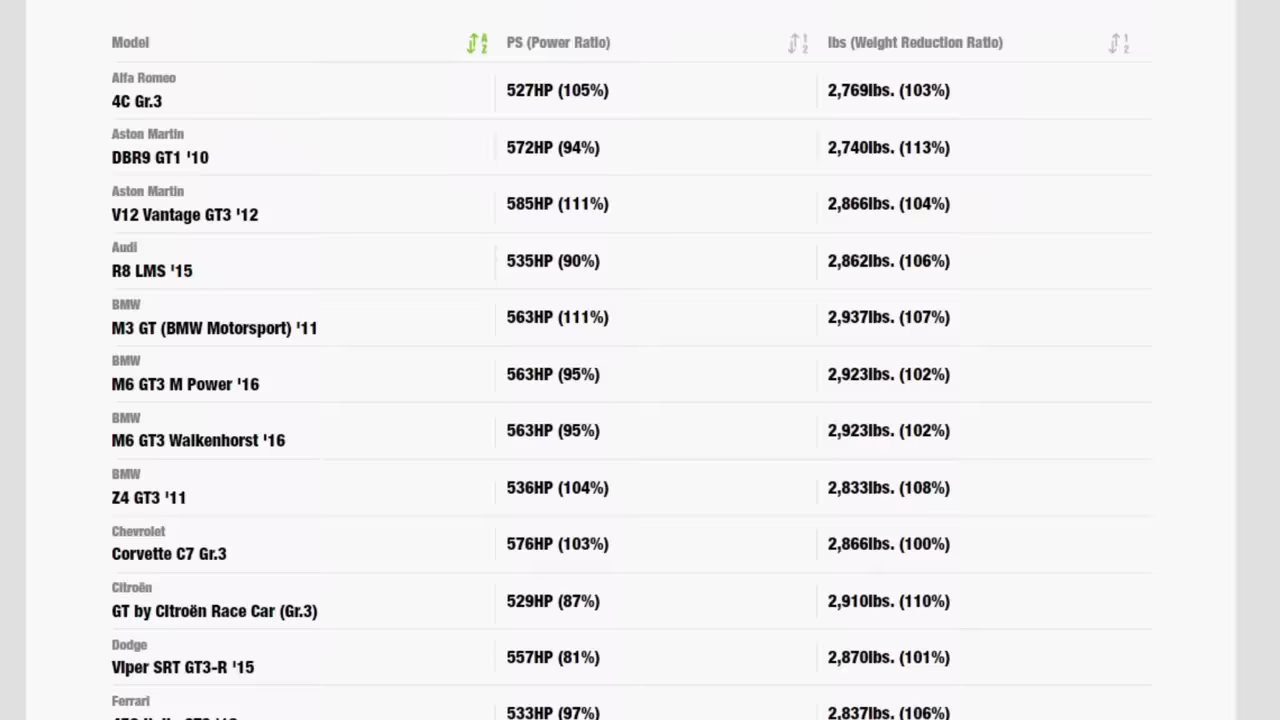 Model
PS (Power Ratio)
lbs (Weight Reduction Ratio)
Alfa Romeo
4C Gr.3
527HP (105%)
2,769lbs. (103%)
Aston Martin
DBR9 GT1 '10
572HP (94%)
2,740lbs. (113%)
Aston Martin
V12 Vantage GT3 '12
585HP (111%)
2,866lbs. (104%)
Audi
R8 LMS '15
535HP (90%)
2,862lbs. (106%)
BMW
M3 GT (BMW Motorsport) '11
563HP (111%)
2,937lbs. (107%)
BMW
M6 GT3 M Power '16
563HP (95%)
2,923lbs. (102%)
BMW
M6 GT3 Walkenhorst '16
563HP (95%)
2,923lbs. (102%)
BMW
Z4 GT3 '11
536HP (104%)
2,833lbs. (108%)
Chevrolet
Corvette C7 Gr.3
576HP (103%)
2,866lbs. (100%)
Citroën
GT by Citroën Race Car (Gr.3)
529HP (87%)
2,910lbs. (110%)
Dodge
Viper SRT GT3-R '15
557HP (81%)
2,870lbs. (101%)
Ferrari
533HP (97%)
2,837lbs. (106%)